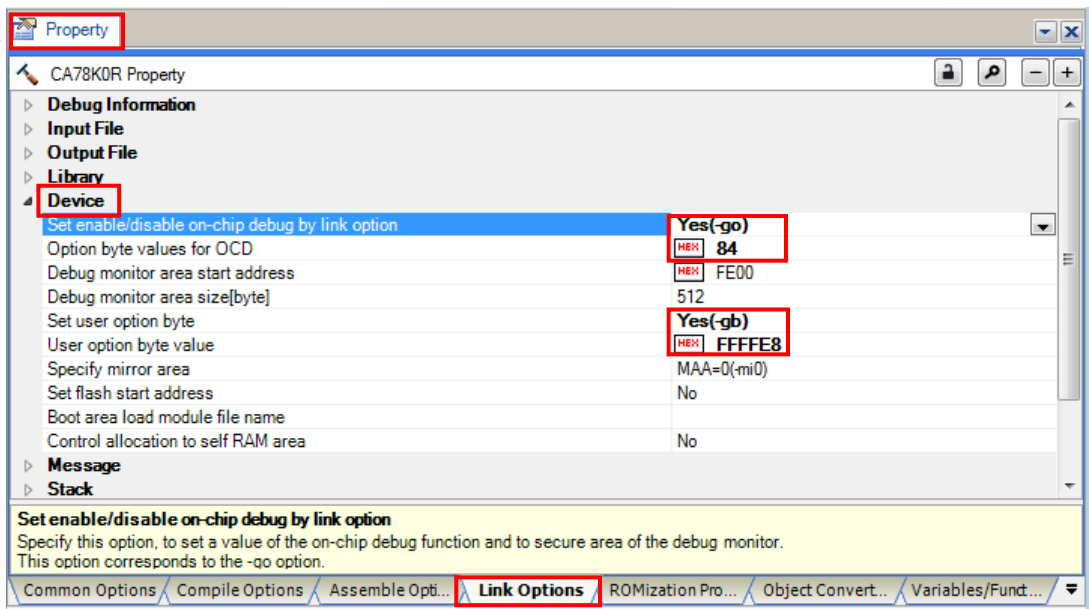 Property
CA78K0R Property
Debug Information
Input File
Output File
Library
Device
Set enable/disable on-chip debug by link option Yes(-go)
Option byte values for OCD HEX 84
Debug monitor area start address HEX FE00
Debug monitor area size[byte] 512
Set user option byte Yes(-gb)
User option byte value HEX FFFFE8
Specify mirror area MAA=0(-mi0)
Set flash start address No
Boot area load module file name
Control allocation to self RAM area No
Message
Stack
Set enable/disable on-chip debug by link option
Specify this option, to set a value of the on-chip debug function and to secure area of the debug monitor.
This option corresponds to the -go option.
Common Options Compile Options Assemble Opti... Link Options ROMization Pro... Object Convert... Variables/Funct...